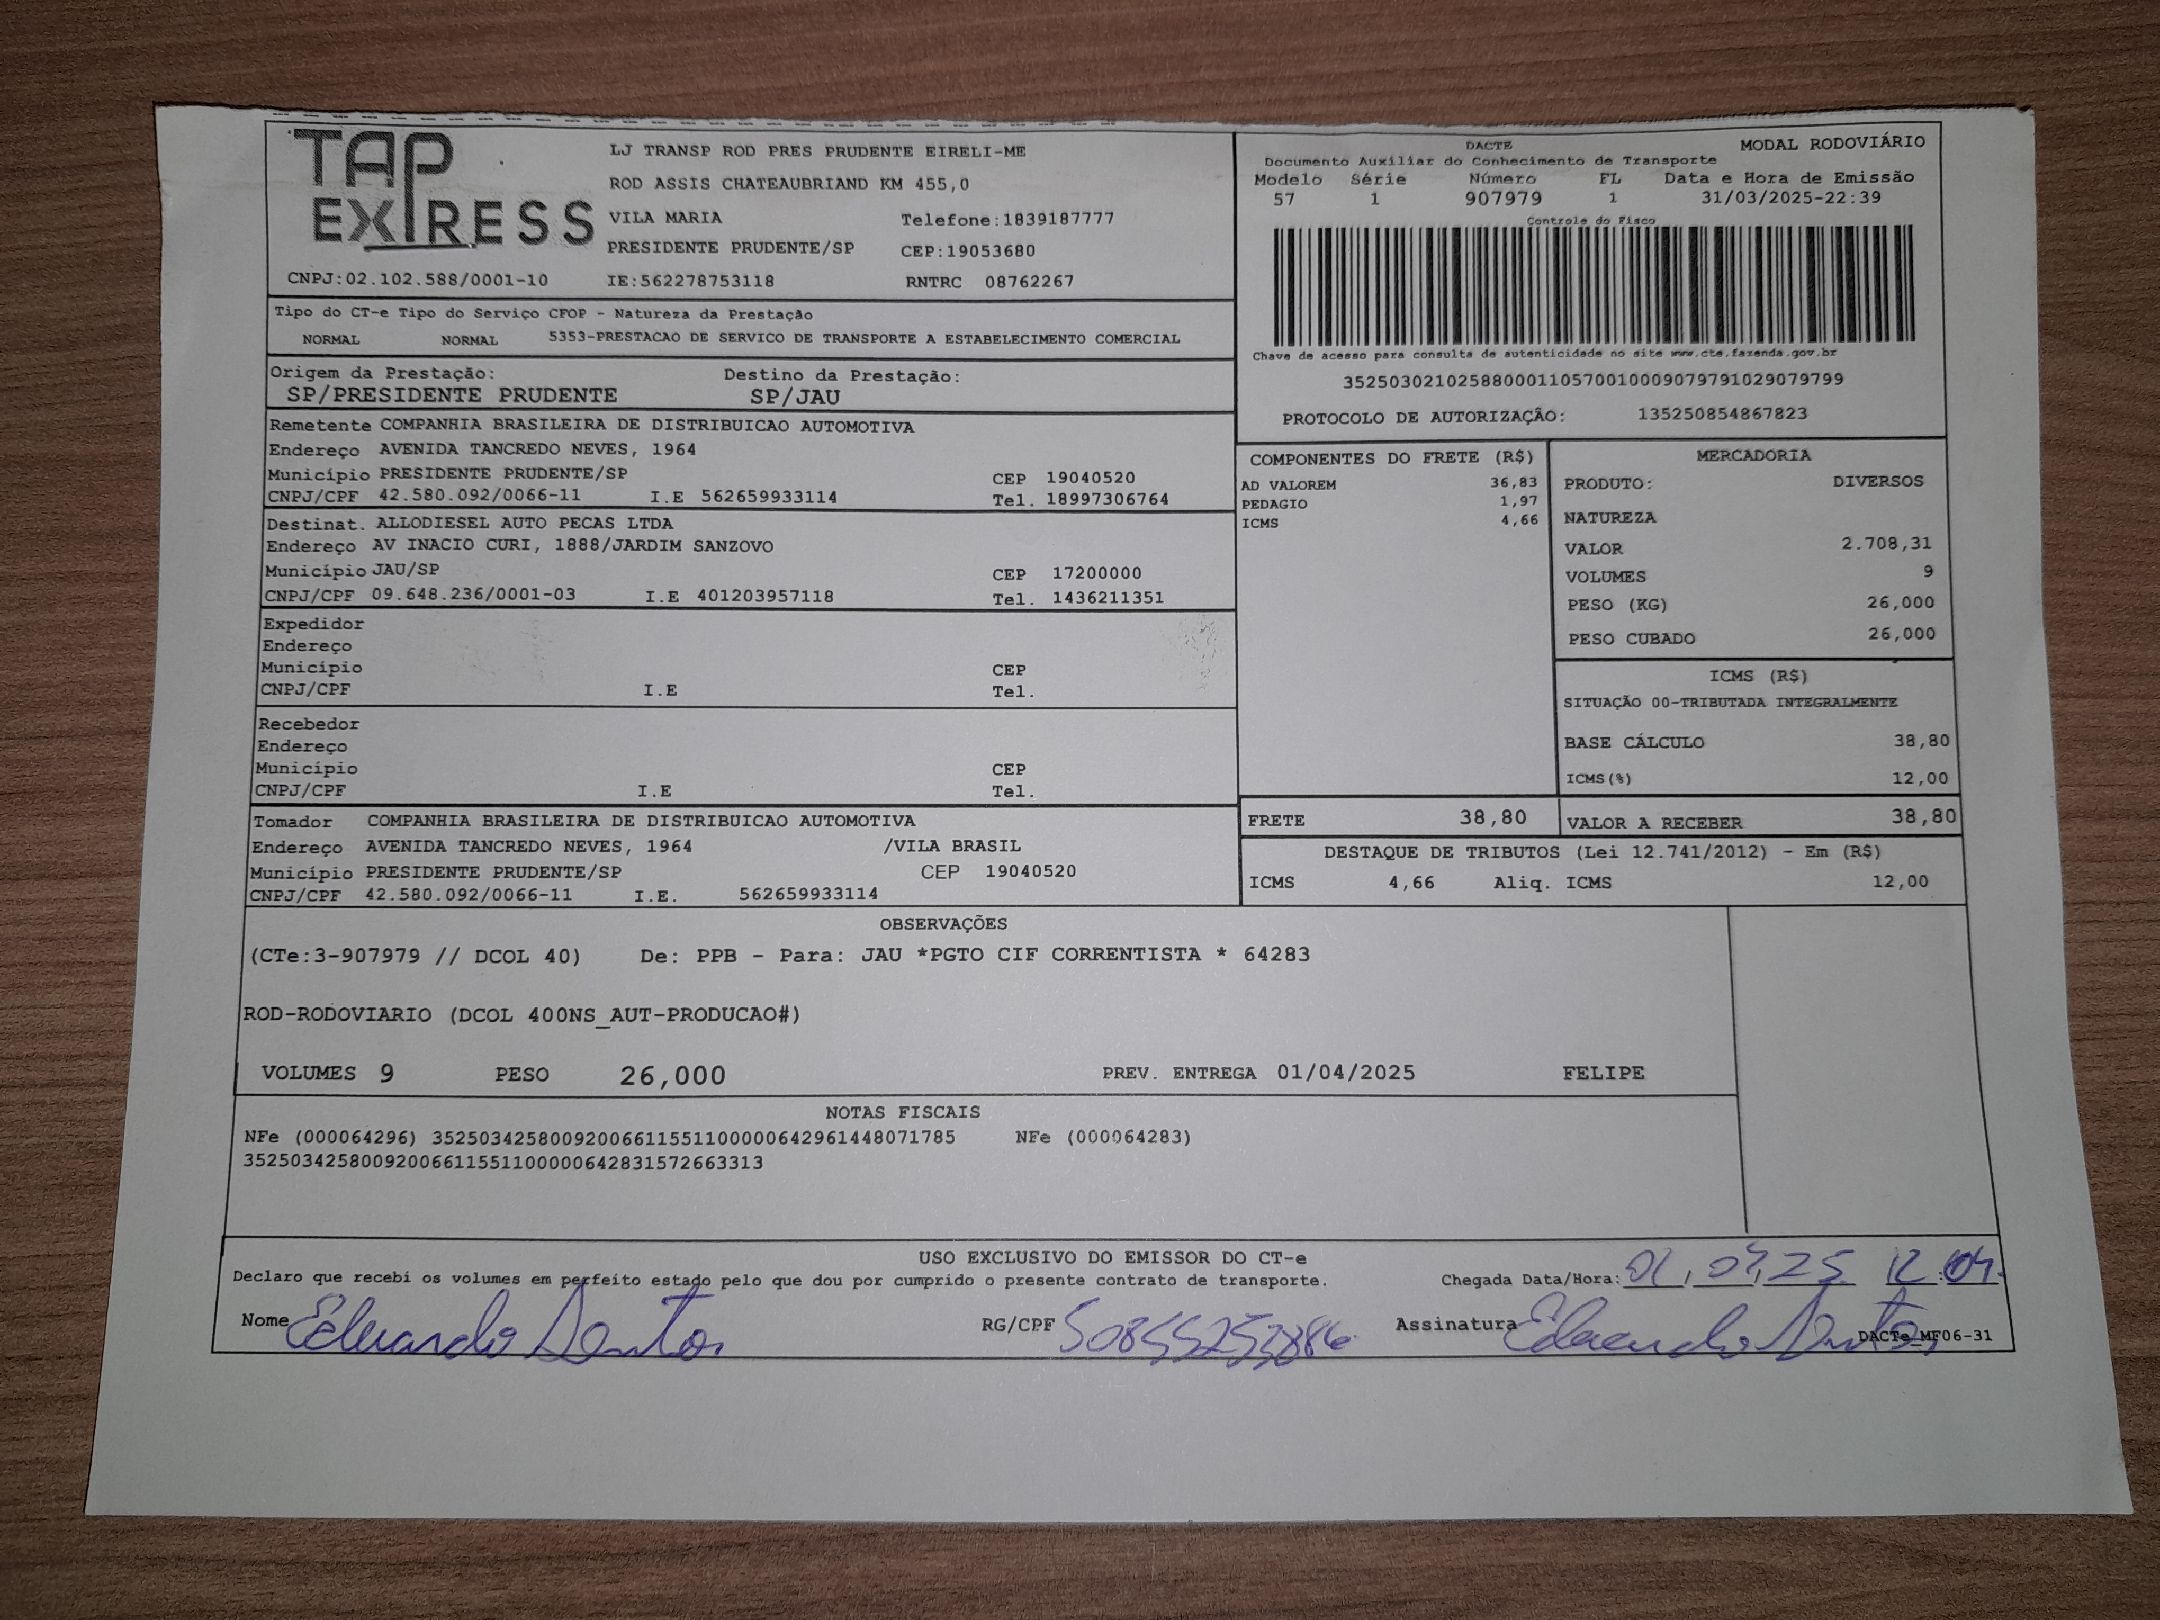 TAP EXPRESS
LJ TRANSP ROD PRES PRUDENTE EIRELI-ME
ROD ASSIS CHATEAUBRIAND KM 455,0
VILA MARIA Telefone:1839187777
PRESIDENTE PRUDENTE/SP CEP:19053680
CNPJ:02.102.588/0001-10 IE:562278753118 RNTRC 08762267
DACTE MODAL RODOVIÁRIO
Documento Auxiliar do Conhecimento de Transporte
Modelo Série Número FL Data e Hora de Emissão
57 1 907979 1 31/03/2025-22:39
Controle do Fisco
Chave de acesso para consulta de autenticidade no site www.cte.fazenda.gov.br
35250302102588000110570010009079791029079799
PROTOCOLO DE AUTORIZAÇÃO: 135250854867823
Tipo do CT-e Tipo do Serviço CFOP - Natureza da Prestação
NORMAL NORMAL 5353-PRESTACAO DE SERVICO DE TRANSPORTE A ESTABELECIMENTO COMERCIAL
Origem da Prestação: Destino da Prestação:
SP/PRESIDENTE PRUDENTE SP/JAU
Remetente COMPANHIA BRASILEIRA DE DISTRIBUICAO AUTOMOTIVA
Endereço AVENIDA TANCREDO NEVES, 1964
Município PRESIDENTE PRUDENTE/SP CEP 19040520
CNPJ/CPF 42.580.092/0066-11 I.E 562659933114 Tel. 18997306764
Destinat. ALLODIESEL AUTO PECAS LTDA
Endereço AV INACIO CURI, 1888/JARDIM SANZOVO
Município JAU/SP CEP 17200000
CNPJ/CPF 09.648.236/0001-03 I.E 401203957118 Tel. 1436211351
Expedidor
Endereço
Município CEP
CNPJ/CPF I.E Tel.
Recebedor
Endereço
Município CEP
CNPJ/CPF I.E Tel.
Tomador COMPANHIA BRASILEIRA DE DISTRIBUICAO AUTOMOTIVA
Endereço AVENIDA TANCREDO NEVES, 1964 /VILA BRASIL
Município PRESIDENTE PRUDENTE/SP CEP 19040520
CNPJ/CPF 42.580.092/0066-11 I.E. 562659933114
COMPONENTES DO FRETE (R$)
AD VALOREM 36,83
PEDAGIO 1,97
ICMS 4,66
MERCADORIA
PRODUTO: DIVERSOS
NATUREZA
VALOR 2.708,31
VOLUMES 9
PESO (KG) 26,000
PESO CUBADO 26,000
ICMS (R$)
SITUAÇÃO 00-TRIBUTADA INTEGRALMENTE
BASE CÁLCULO 38,80
ICMS(%) 12,00
FRETE 38,80 VALOR A RECEBER 38,80
DESTAQUE DE TRIBUTOS (Lei 12.741/2012) - Em (R$)
ICMS 4,66 Aliq. ICMS 12,00
OBSERVAÇÕES
(CTe:3-907979 // DCOL 40) De: PPB - Para: JAU *PGTO CIF CORRENTISTA * 64283
ROD-RODOVIARIO (DCOL 400NS_AUT-PRODUCAO#)
VOLUMES 9 PESO 26,000 PREV. ENTREGA 01/04/2025 FELIPE
NOTAS FISCAIS
NFe (000064296) 35250342580092006611551100000642961448071785 NFe (000064283)
35250342580092006611551100000642831572663313
USO EXCLUSIVO DO EMISSOR DO CT-e
Declaro que recebi os volumes em perfeito estado pelo que dou por cumprido o presente contrato de transporte. Chegada Data/Hora:
Nome Eduardo Santos RG/CPF Assinatura Eduardo Santos DACTe MF06-31